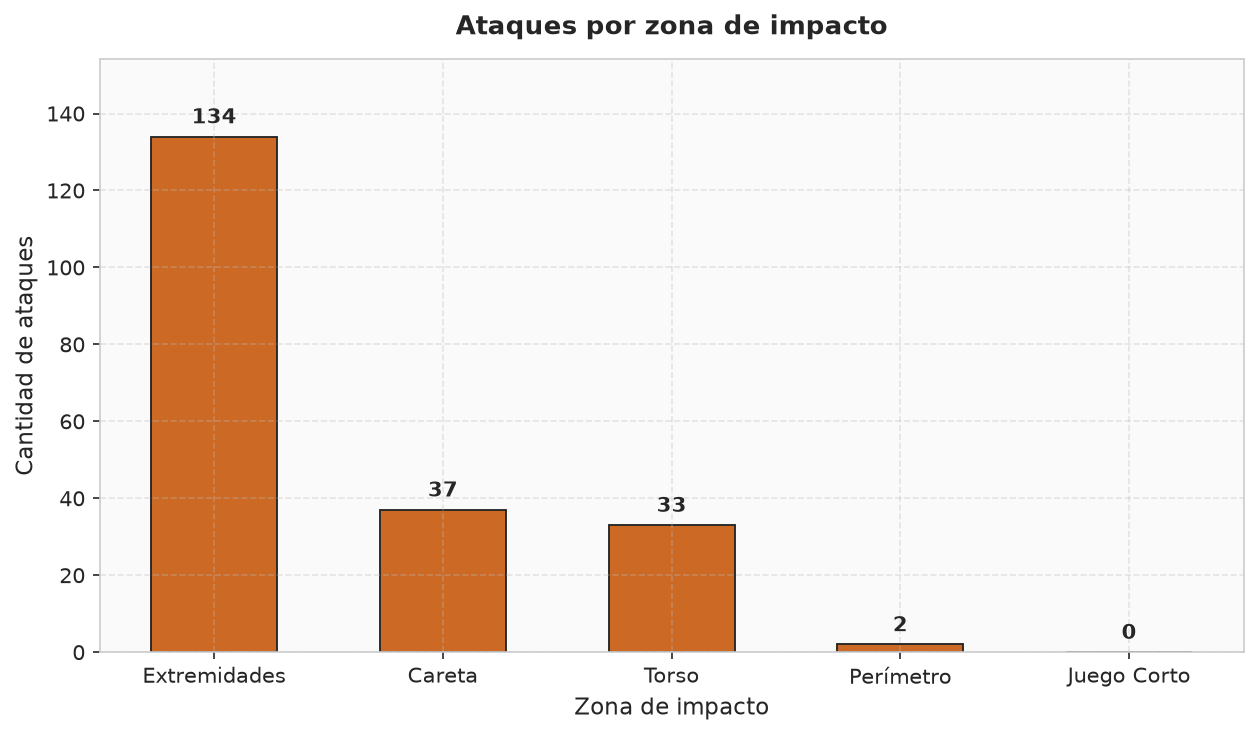 Ataques por zona de impacto
Cantidad de ataques
140
120
100
80
60
40
20
0
134
37
33
2
0
Extremidades
Careta
Torso
Perímetro
Juego Corto
Zona de impacto